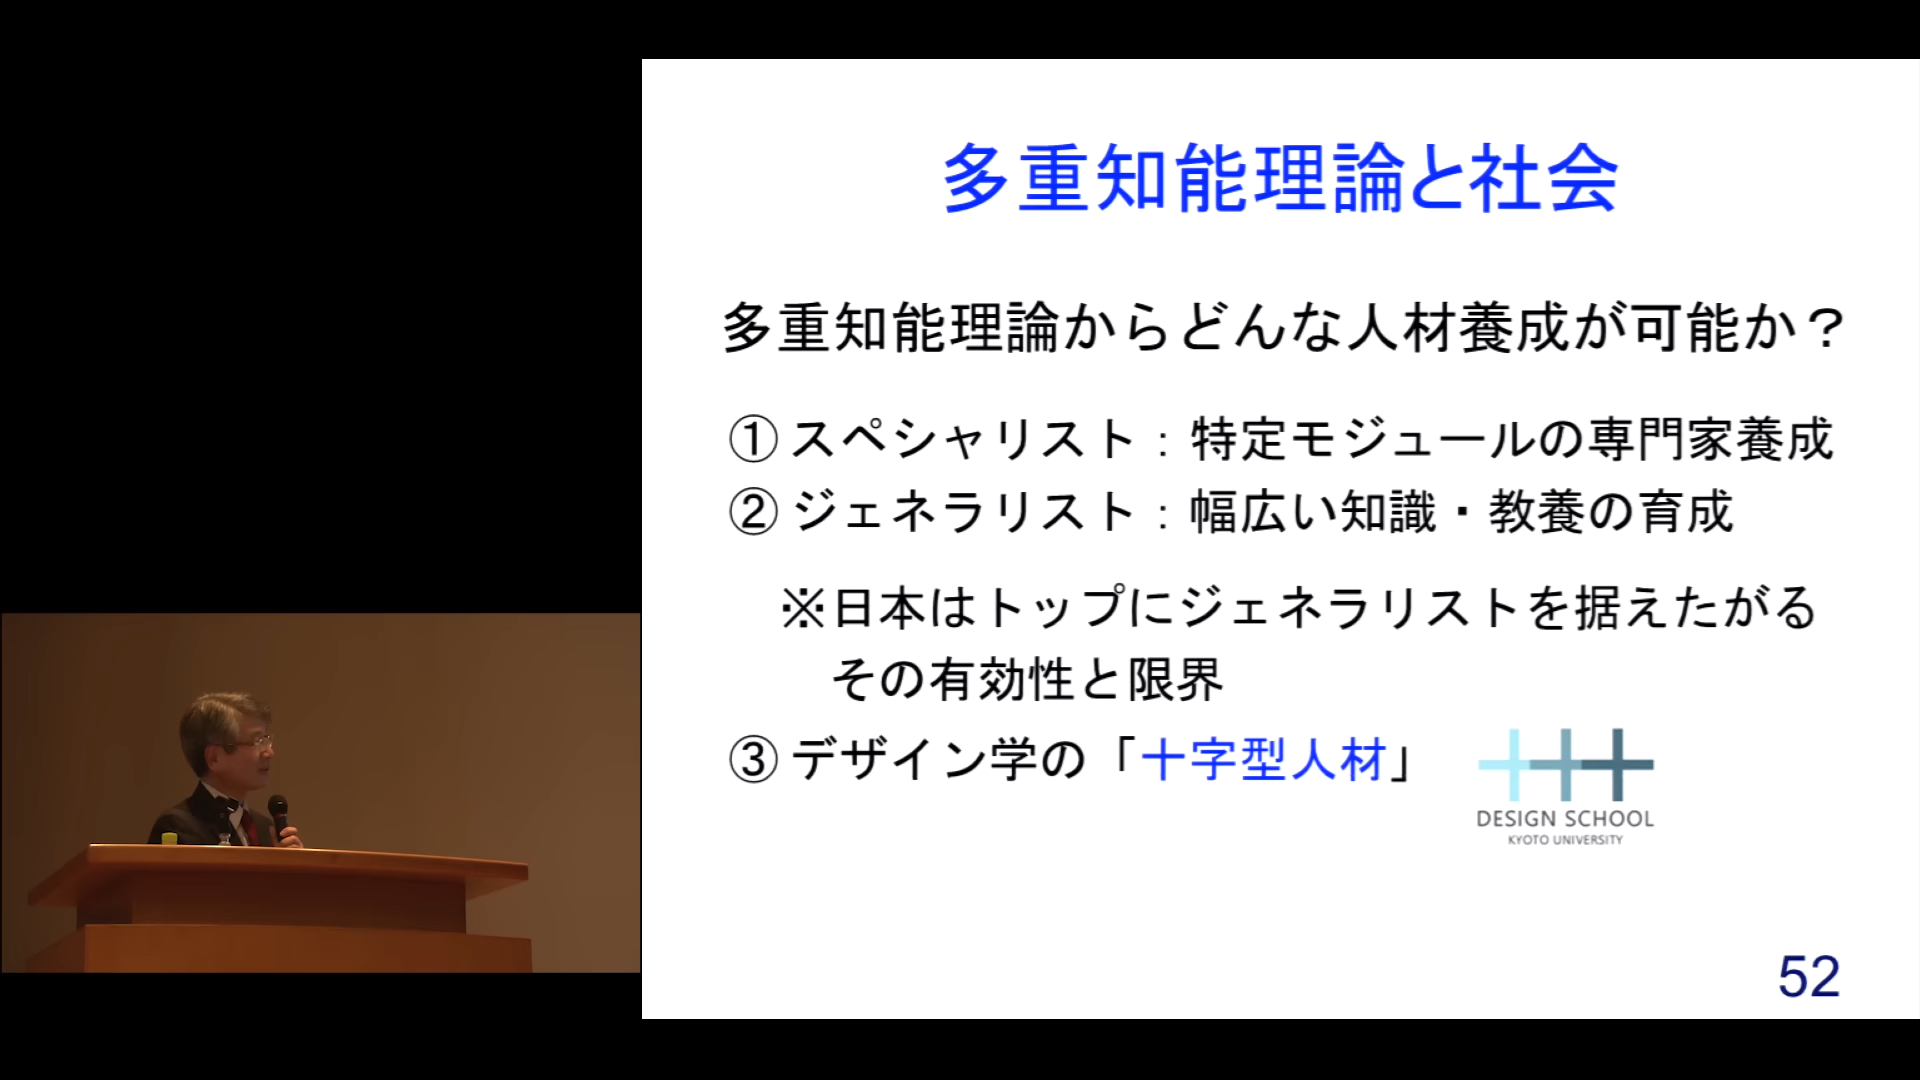 多重知能理論と社会
多重知能理論からどんな人材養成が可能か？
① スペシャリスト：特定モジュールの専門家養成
② ジェネラリスト：幅広い知識・教養の育成
※日本はトップにジェネラリストを据えたがる
その有効性と限界
③ デザイン学の「十字型人材」
DESIGN SCHOOL
KYOTO UNIVERSITY
52